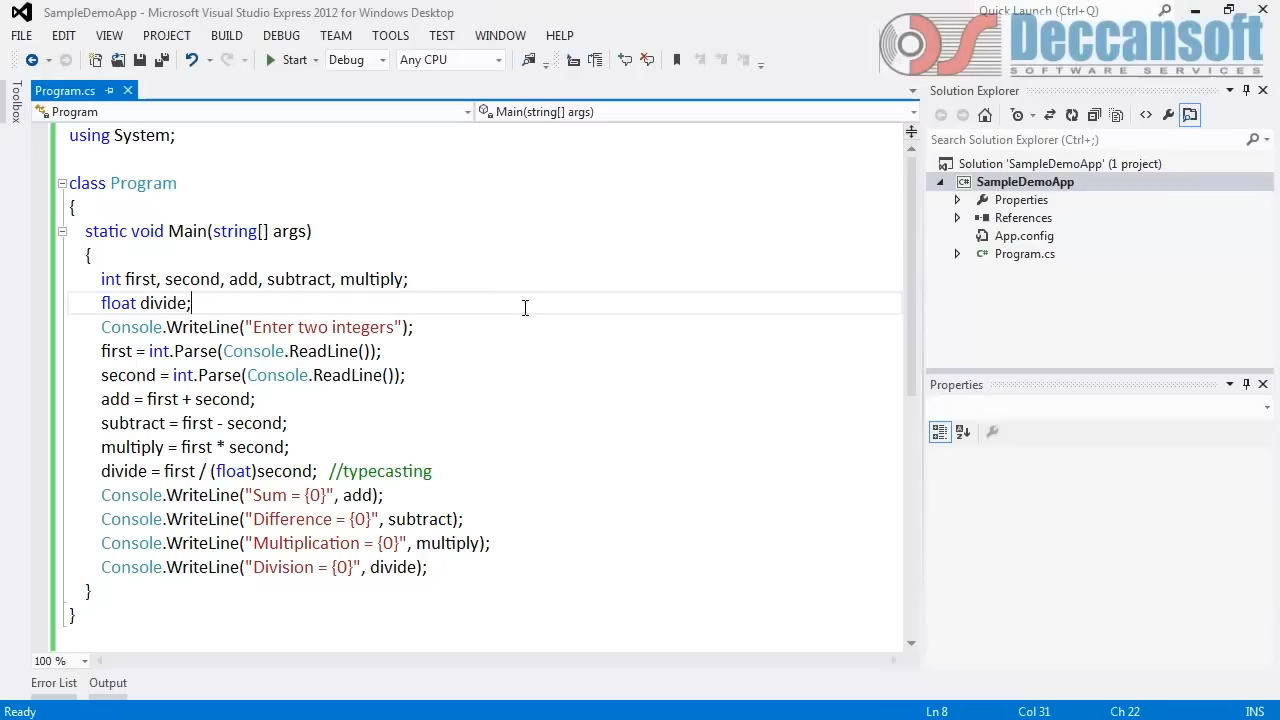 SampleDemoApp - Microsoft Visual Studio Express 2012 for Windows Desktop
Quick Launch (Ctrl+Q)
FILE EDIT VIEW PROJECT BUILD DEBUG TEAM TOOLS TEST WINDOW HELP
Deccansoft
SOFTWARE SERVICES
Start Debug Any CPU
Toolbox
Program.cs
Program Main(string[] args)
using System;
class Program
{
static void Main(string[] args)
{
int first, second, add, subtract, multiply;
float divide;
Console.WriteLine("Enter two integers");
first = int.Parse(Console.ReadLine());
second = int.Parse(Console.ReadLine());
add = first + second;
subtract = first - second;
multiply = first * second;
divide = first / (float)second; //typecasting
Console.WriteLine("Sum = {0}", add);
Console.WriteLine("Difference = {0}", subtract);
Console.WriteLine("Multiplication = {0}", multiply);
Console.WriteLine("Division = {0}", divide);
}
}
100 %
Solution Explorer
Search Solution Explorer (Ctrl+;)
Solution 'SampleDemoApp' (1 project)
SampleDemoApp
Properties
References
App.config
Program.cs
Properties
Error List Output
Ready Ln 8 Col 31 Ch 22 INS